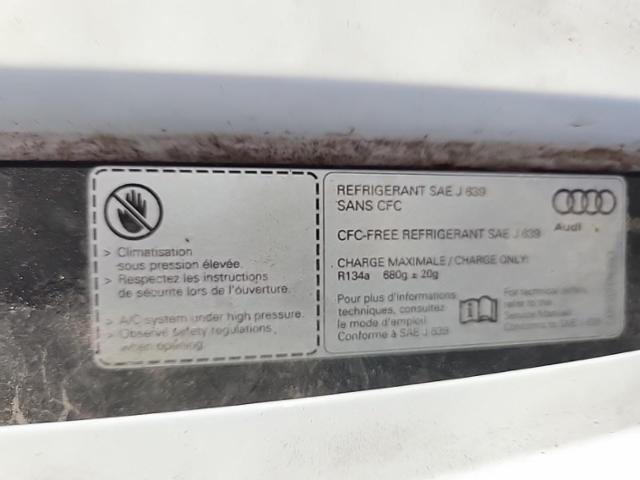 > Climatisation
sous pression élevée.
> Respectez les instructions
de sécurité lors de l'ouverture.
> A/C system under high pressure.
> Observe safety regulations
when opening.
REFRIGERANT SAE J 639
SANS CFC
CFC-FREE REFRIGERANT SAE J 639
CHARGE MAXIMALE / CHARGE ONLY:
R134a 680g ± 20g
Pour plus d'informations
techniques, consultez
le mode d'emploi
Conforme à SAE J 639
Audi
For technical
refer to the
Service Manual